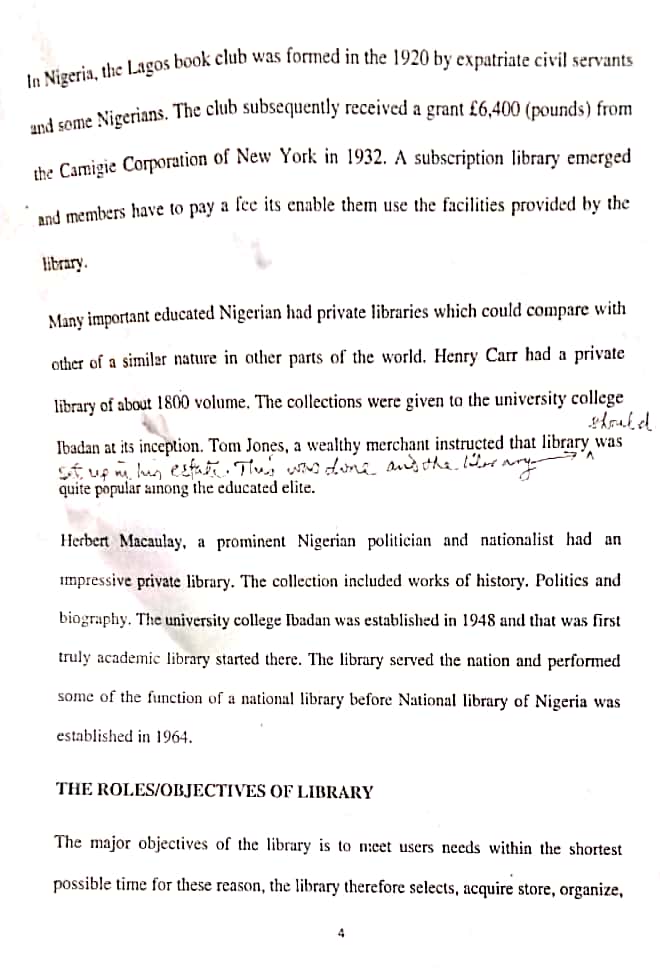 In Nigeria, the Lagos book club was formed in the 1920 by expatriate civil servants
and some Nigerians. The club subsequently received a grant £6,400 (pounds) from
the Carnigie Corporation of New York in 1932. A subscription library emerged
and members have to pay a fee its enable them use the facilities provided by the
library.
Many important educated Nigerian had private libraries which could compare with
other of a similar nature in other parts of the world. Henry Carr had a private
library of about 1800 volume. The collections were given to the university college
should
Ibadan at its inception. Tom Jones, a wealthy merchant instructed that library was
set up in his estate. This was done and the library
quite popular among the educated elite.
Herbert Macaulay, a prominent Nigerian politician and nationalist had an
impressive private library. The collection included works of history. Politics and
biography. The university college Ibadan was established in 1948 and that was first
truly academic library started there. The library served the nation and performed
some of the function of a national library before National library of Nigeria was
established in 1964.
THE ROLES/OBJECTIVES OF LIBRARY
The major objectives of the library is to meet users needs within the shortest
possible time for these reason, the library therefore selects, acquire store, organize,
4